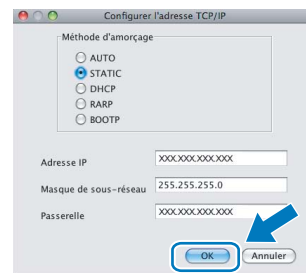 Configurer l'adresse TCP/IP
Méthode d'amorçage
AUTO
STATIC
DHCP
RARP
BOOTP
Adresse IP XXX.XXX.XXX.XXX
Masque de sous-réseau 255.255.255.0
Passerelle XXX.XXX.XXX.XXX
OK Annuler